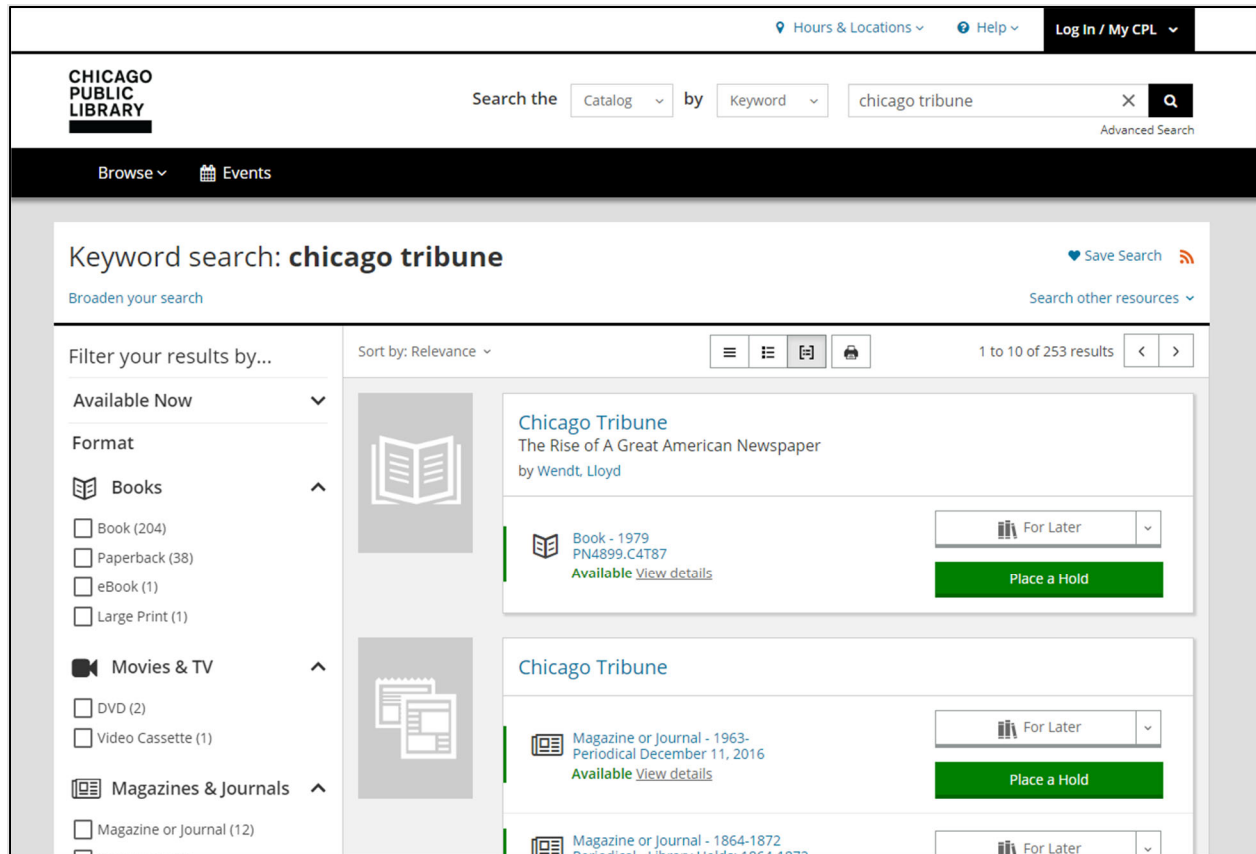 Hours & Locations
Help
Log In / My CPL
CHICAGO
PUBLIC
LIBRARY
Search the
Catalog
by
Keyword
chicago tribune
Advanced Search
Browse
Events
Keyword search: chicago tribune
Save Search
Broaden your search
Search other resources
Filter your results by...
Sort by: Relevance
1 to 10 of 253 results
Available Now
Format
Books
Book (204)
Paperback (38)
eBook (1)
Large Print (1)
Movies & TV
DVD (2)
Video Cassette (1)
Magazines & Journals
Magazine or Journal (12)
Chicago Tribune
The Rise of A Great American Newspaper
by Wendt, Lloyd
Book - 1979
PN4899.C4T87
Available View details
For Later
Place a Hold
Chicago Tribune
Magazine or Journal - 1963-
Periodical December 11, 2016
Available View details
For Later
Place a Hold
Magazine or Journal - 1864-1872
For Later